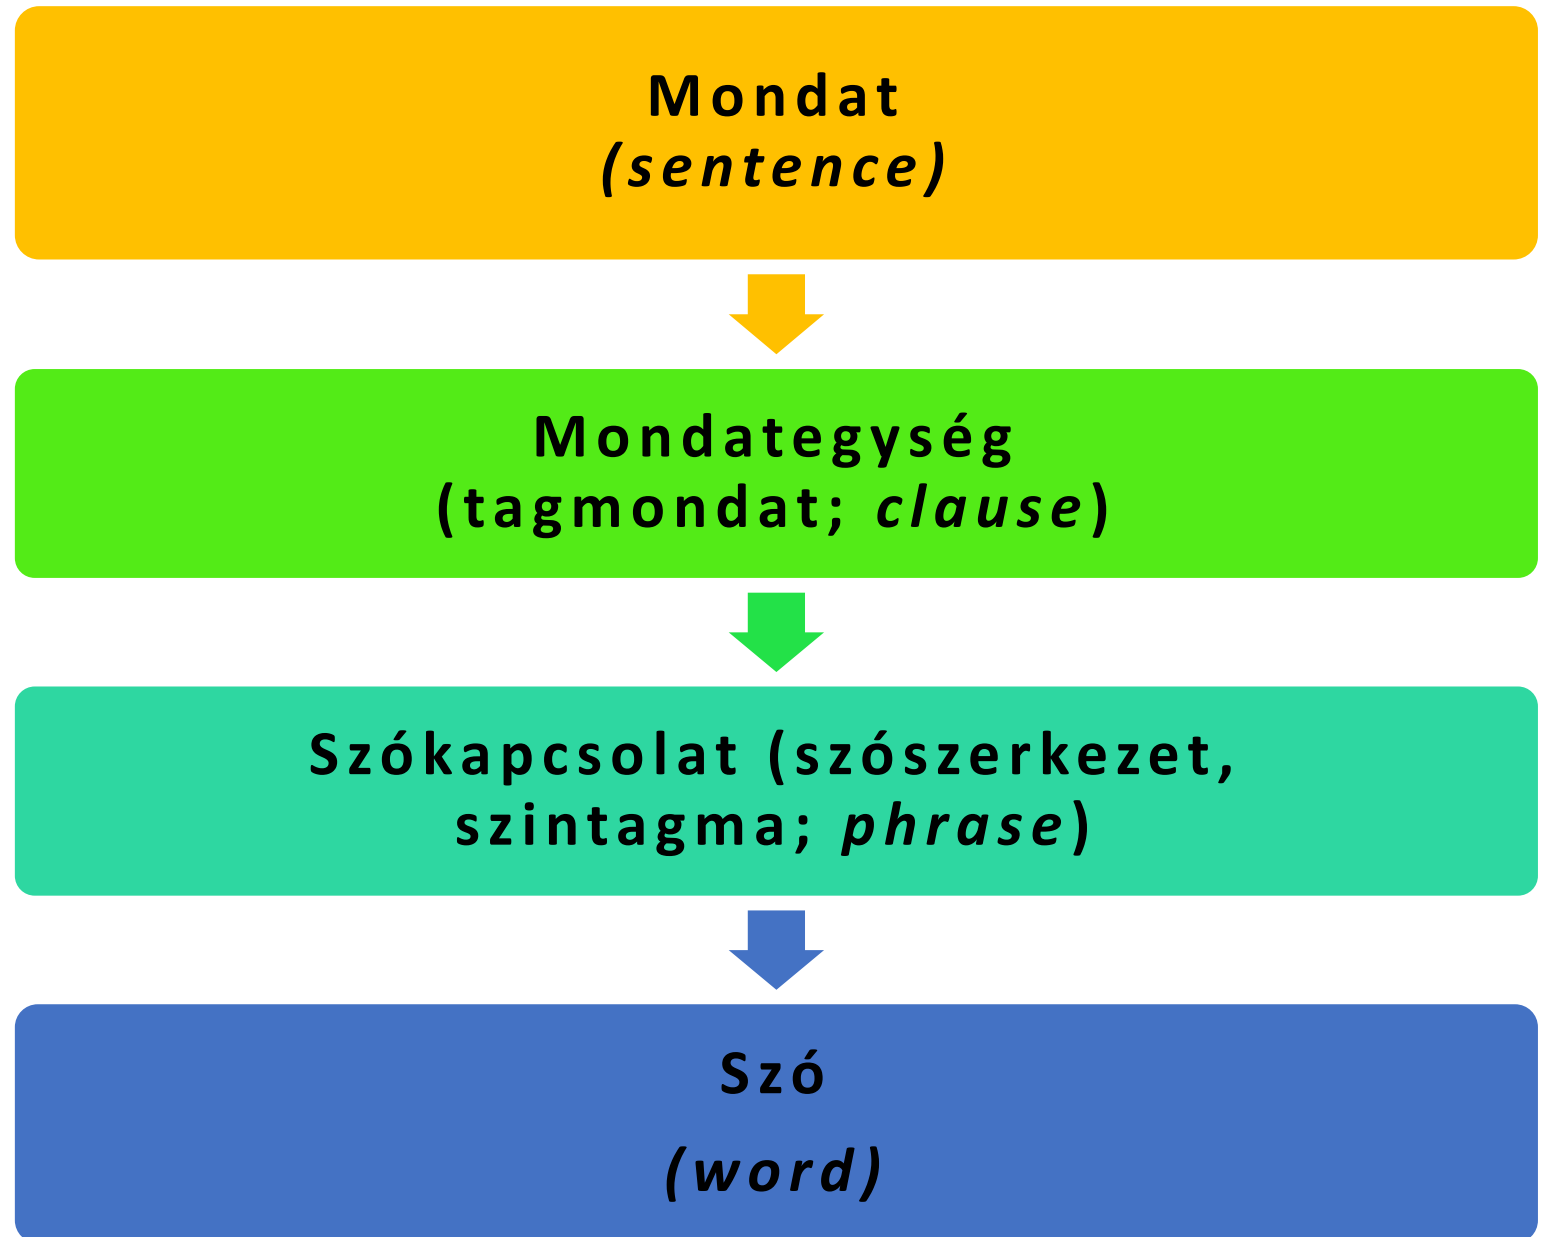 Mondat
(sentence)
Mondategység
(tagmondat; clause)
Szókapcsolat (szószerkezet,
szintagma; phrase)
Szó
(word)